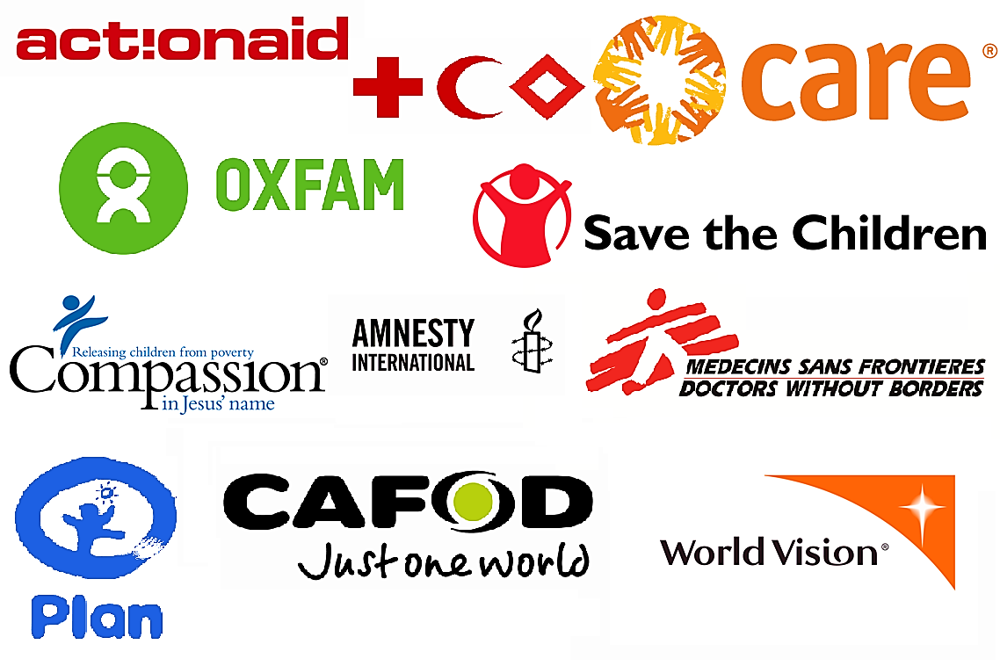 act!onaid
care®
OXFAM
Save the Children
Releasing children from poverty
Compassion®
in Jesus' name
AMNESTY
INTERNATIONAL
MEDECINS SANS FRONTIERES
DOCTORS WITHOUT BORDERS
Plan
CAFOD
Just one world
World Vision®